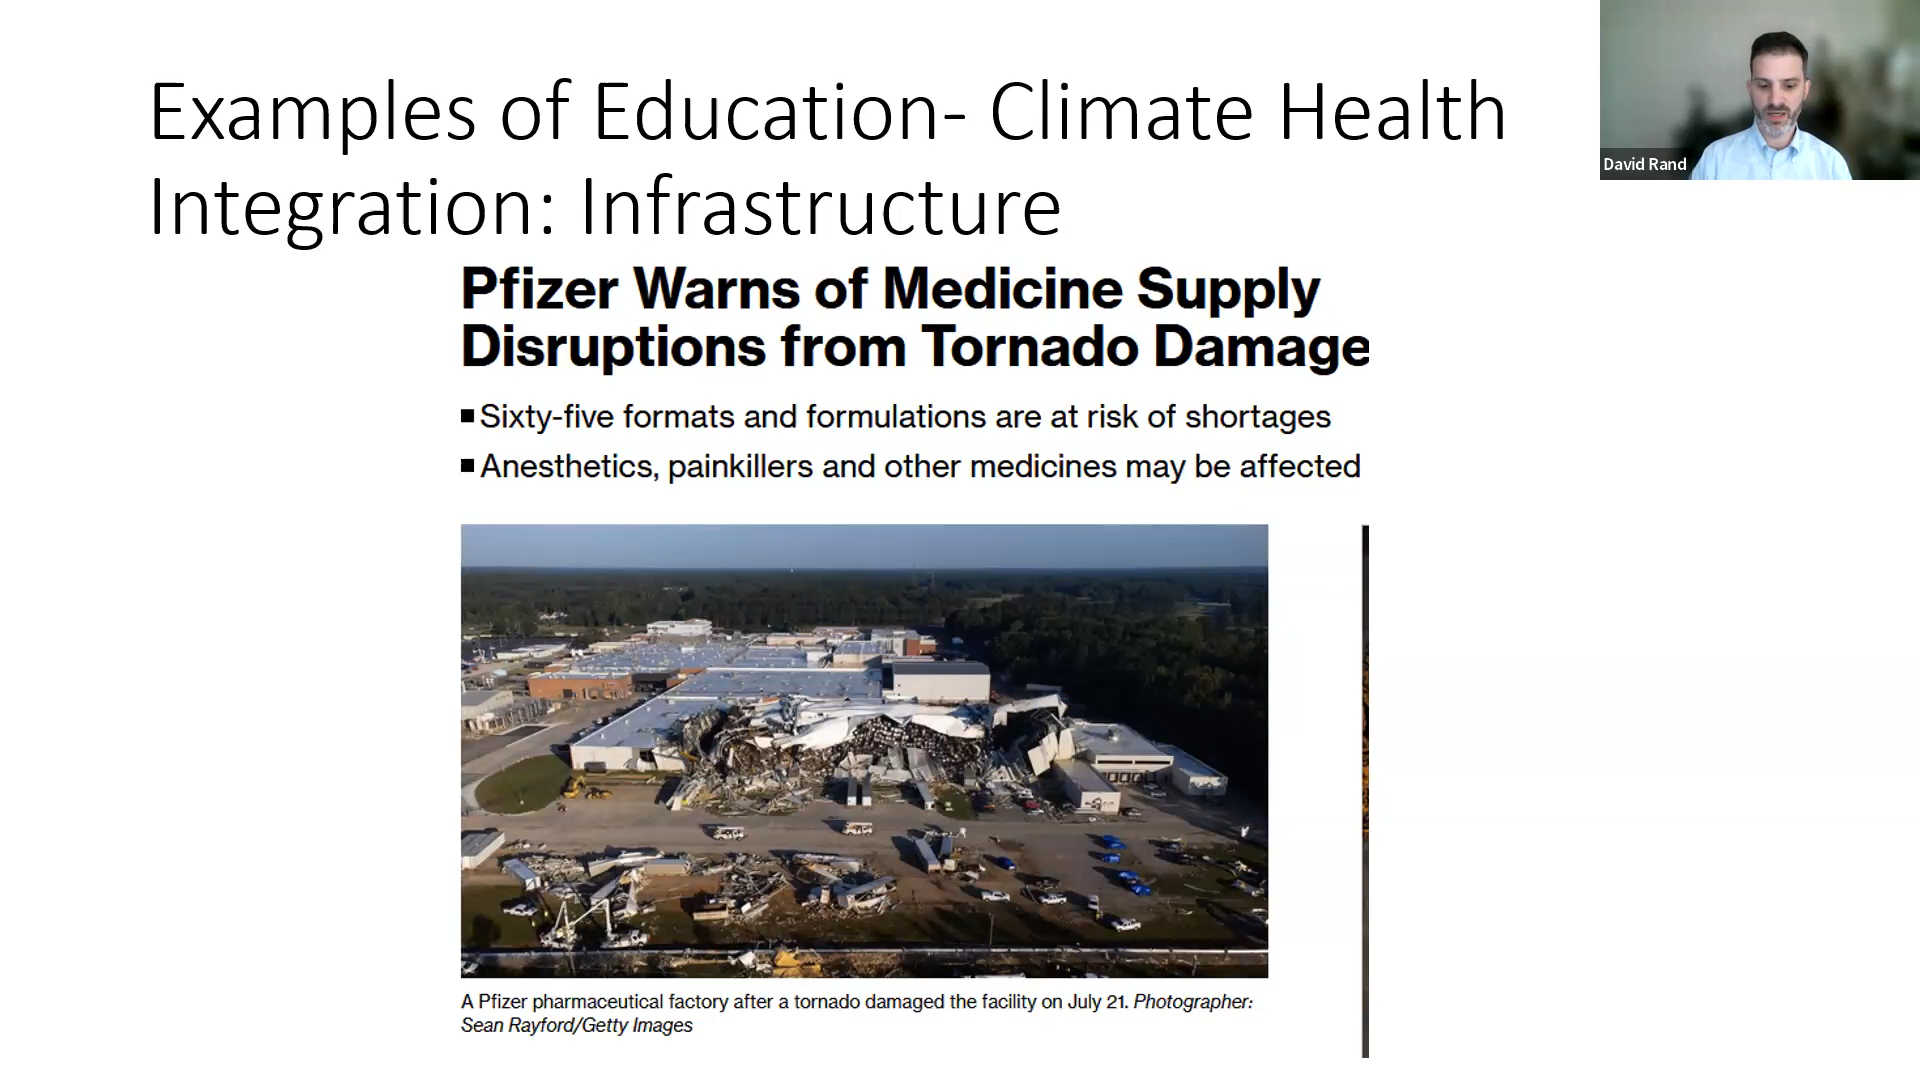 Examples of Education- Climate Health
Integration: Infrastructure
David Rand
Pfizer Warns of Medicine Supply
Disruptions from Tornado Damage
▪ Sixty-five formats and formulations are at risk of shortages
▪ Anesthetics, painkillers and other medicines may be affected
A Pfizer pharmaceutical factory after a tornado damaged the facility on July 21. Photographer:
Sean Rayford/Getty Images